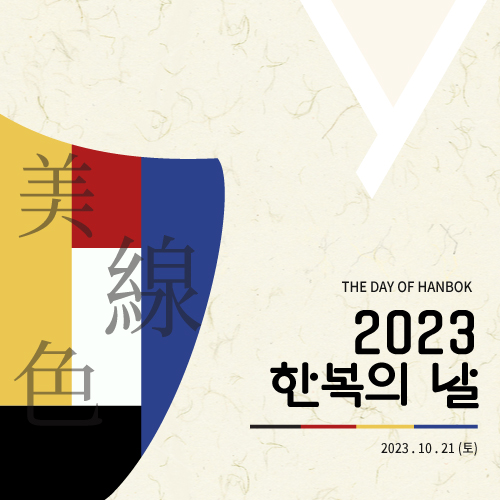 美
線
色
THE DAY OF HANBOK
2023
한복의 날
2023 . 10 . 21 (토)